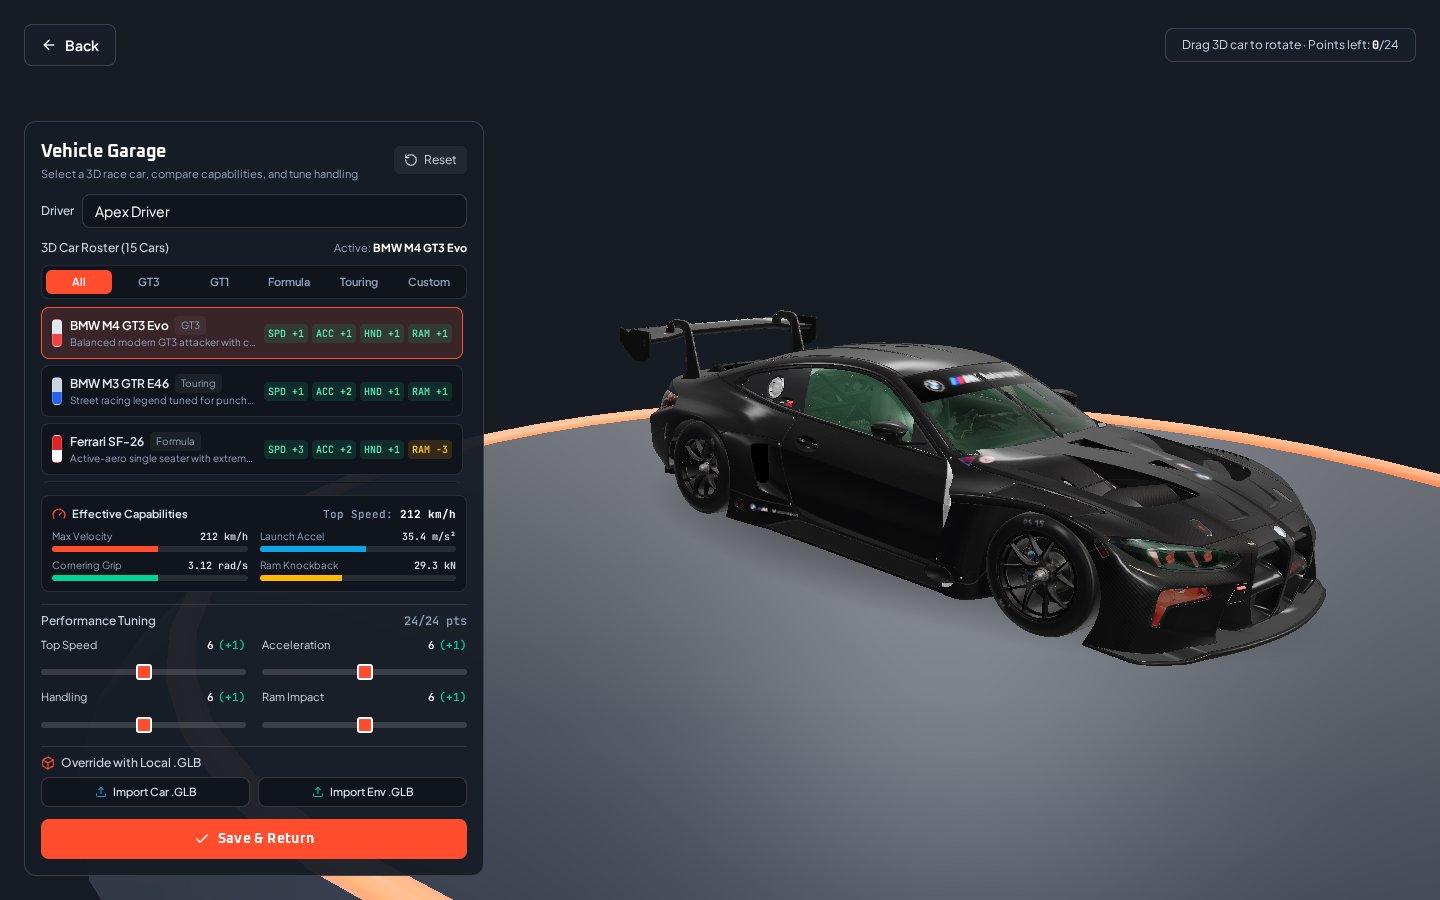 Back
Drag 3D car to rotate · Points left: 0/24
Vehicle Garage
Reset
Select a 3D race car, compare capabilities, and tune handling
Driver
Apex Driver
3D Car Roster (15 Cars)
Active: BMW M4 GT3 Evo
All
GT3
GT1
Formula
Touring
Custom
BMW M4 GT3 Evo
GT3
Balanced modern GT3 attacker with c…
SPD +1
ACC +1
HND +1
RAM +1
BMW M3 GTR E46
Touring
Street racing legend tuned for punch…
SPD +1
ACC +2
HND +1
RAM +1
Ferrari SF-26
Formula
Active-aero single seater with extrem…
SPD +3
ACC +2
HND +1
RAM -3
Effective Capabilities
Top Speed: 212 km/h
Max Velocity
212 km/h
Launch Accel
35.4 m/s²
Cornering Grip
3.12 rad/s
Ram Knockback
29.3 kN
Performance Tuning
24/24 pts
Top Speed
6 (+1)
Acceleration
6 (+1)
Handling
6 (+1)
Ram Impact
6 (+1)
Override with Local .GLB
Import Car .GLB
Import Env .GLB
Save & Return